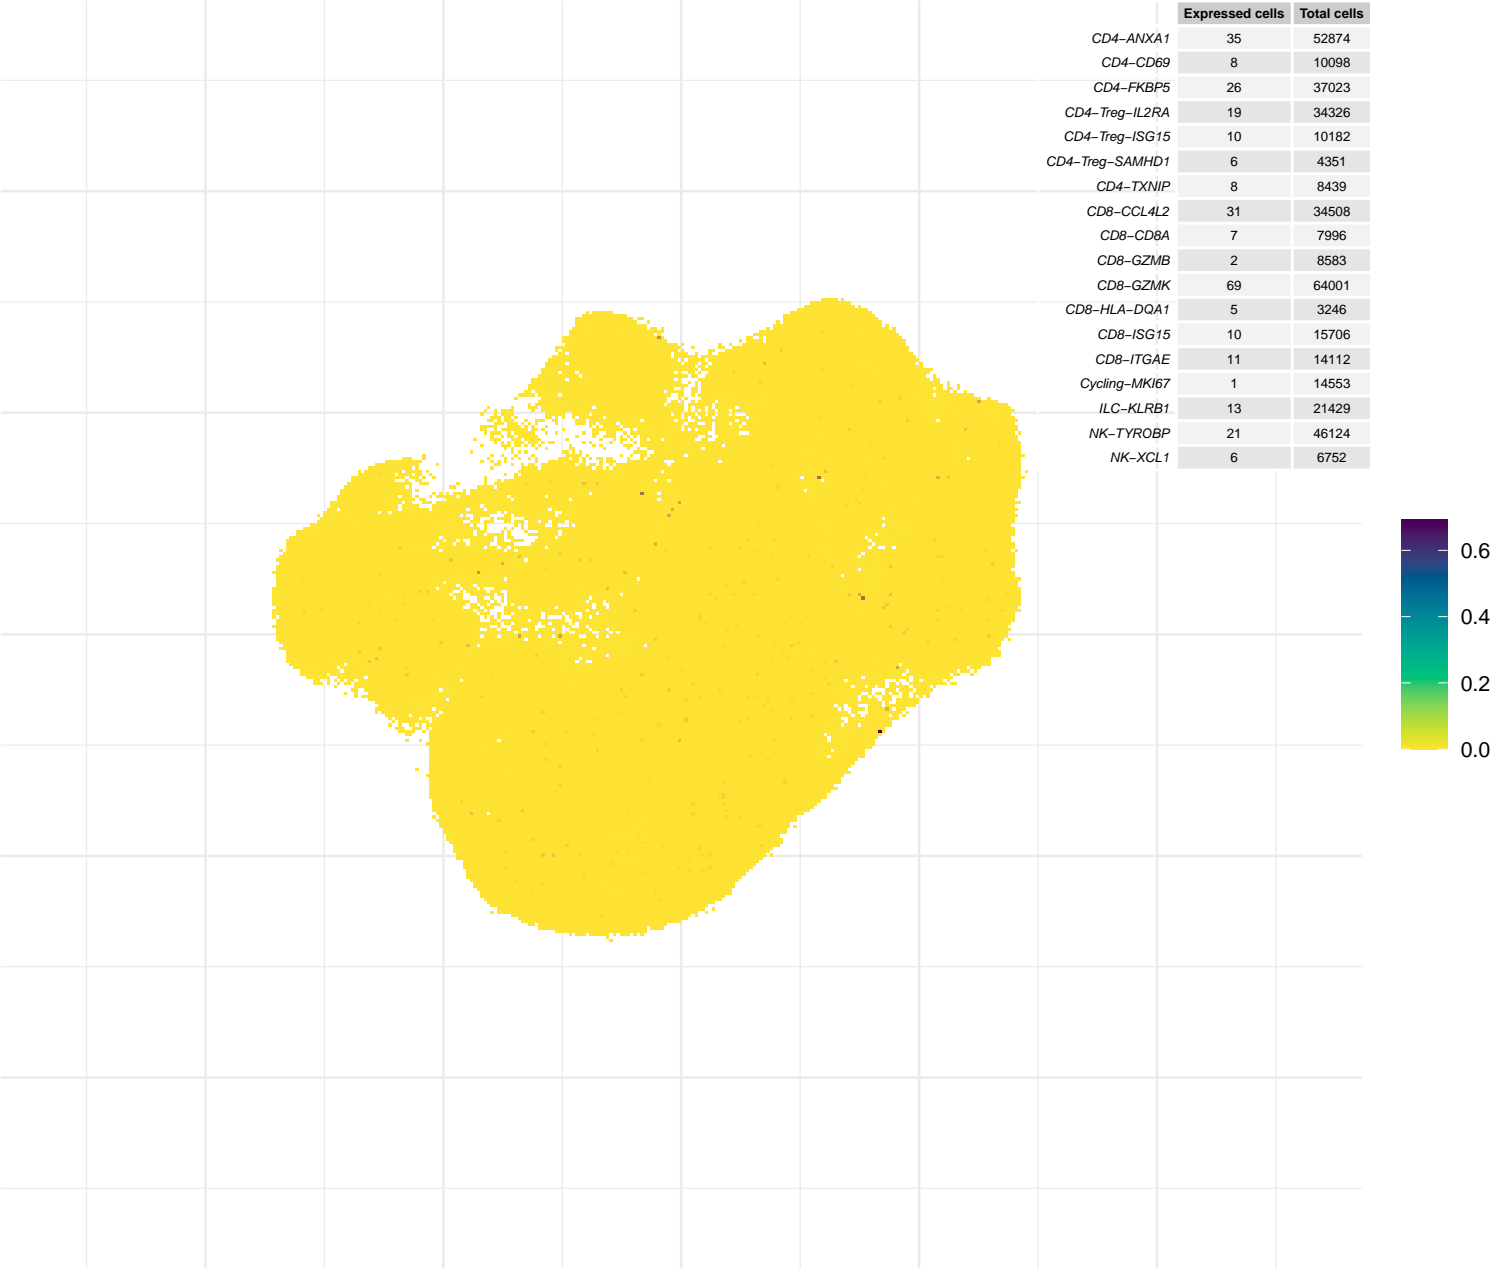 Expressed cells Total cells
CD4−ANXA1 35 52874
CD4−CD69 8 10098
CD4−FKBP5 26 37023
CD4−Treg−IL2RA 19 34326
CD4−Treg−ISG15 10 10182
CD4−Treg−SAMHD1 6 4351
CD4−TXNIP 8 8439
CD8−CCL4L2 31 34508
CD8−CD8A 7 7996
CD8−GZMB 2 8583
CD8−GZMK 69 64001
CD8−HLA−DQA1 5 3246
CD8−ISG15 10 15706
CD8−ITGAE 11 14112
Cycling−MKI67 1 14553
ILC−KLRB1 13 21429
NK−TYROBP 21 46124
NK−XCL1 6 6752
0.6
0.4
0.2
0.0